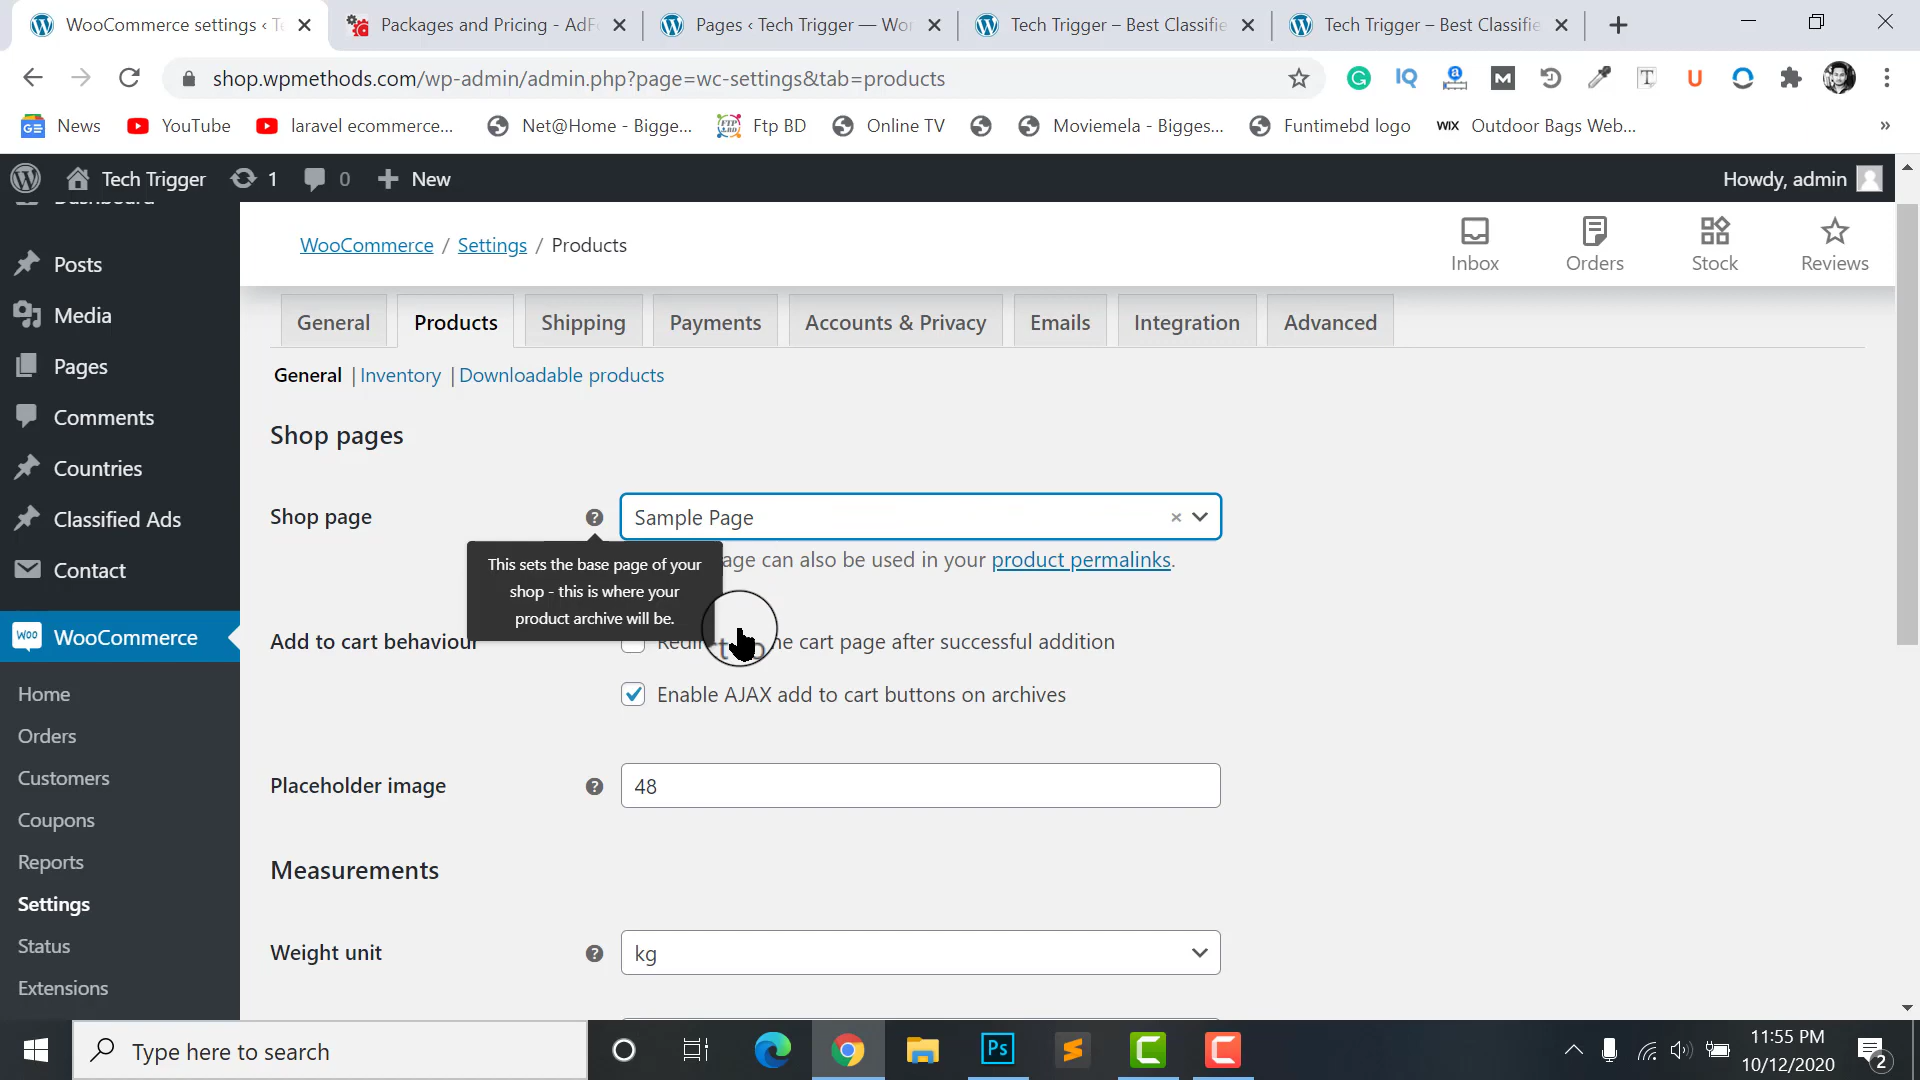 WooCommerce settings ‹ Te
Packages and Pricing - AdFo
Pages ‹ Tech Trigger — Wor
Tech Trigger – Best Classifie
Tech Trigger – Best Classifie
shop.wpmethods.com/wp-admin/admin.php?page=wc-settings&tab=products
News
YouTube
laravel ecommerce...
Net@Home - Bigge...
Ftp BD
Online TV
Moviemela - Bigges...
Funtimebd logo
WIX Outdoor Bags Web...
»
Tech Trigger 1 0 New
Howdy, admin
Posts
Media
Pages
Comments
Countries
Classified Ads
Contact
WooCommerce
Home
Orders
Customers
Coupons
Reports
Settings
Status
Extensions
WooCommerce / Settings / Products
Inbox Orders Stock Reviews
General Products Shipping Payments Accounts & Privacy Emails Integration Advanced
General | Inventory | Downloadable products
Shop pages
Shop page
Sample Page
This sets the base page of your
shop - this is where your
product archive will be.
age can also be used in your product permalinks.
Add to cart behaviour
cart page after successful addition
Enable AJAX add to cart buttons on archives
Placeholder image
48
Measurements
Weight unit
kg
Type here to search
Ps
11:55 PM
10/12/2020
2